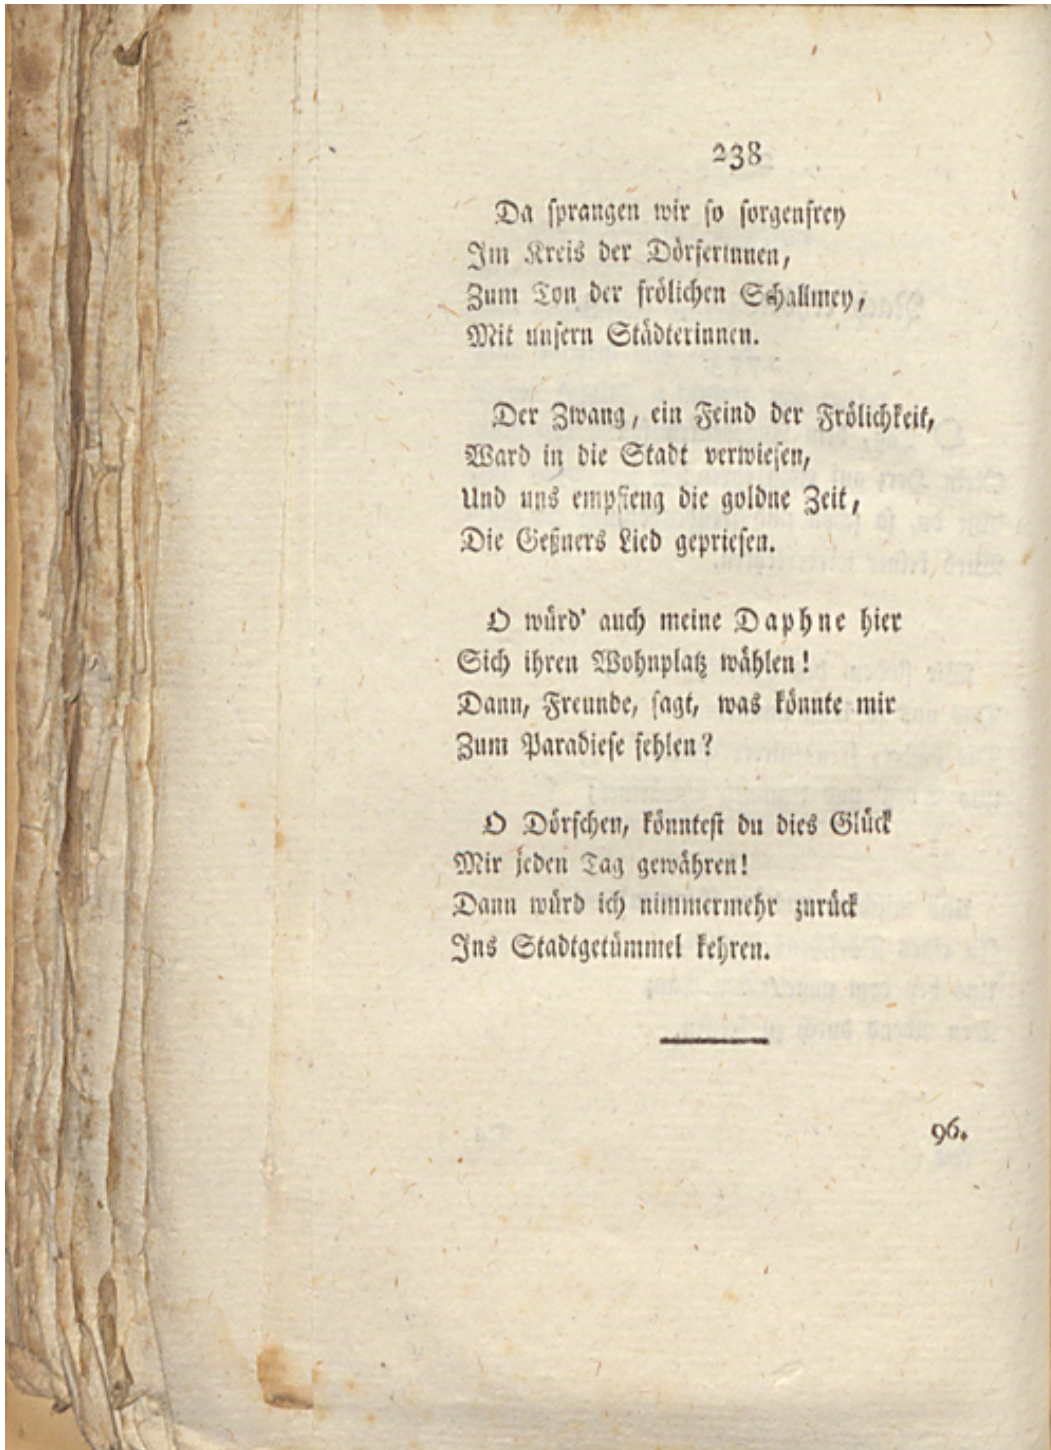 238
Da sprangen wir so sorgenfrey
Im Kreis der Dörferinnen,
Zum Ton der frölichen Schallmey,
Mit unsern Städterinnen.
Der Zwang, ein Feind der Frölichkeit,
Ward in die Stadt verwiesen,
Und uns empfieng die goldne Zeit,
Die Geßners Lied gepriesen.
O würd' auch meine Daphne hier
Sich ihren Wohnplatz wählen!
Dann, Freunde, sagt, was könnte mir
Zum Paradiese fehlen?
O Dörfchen, könntest du dies Glück
Mir jeden Tag gewähren!
Dann würd ich nimmermehr zurück
Ins Stadtgetümmel kehren.
96.